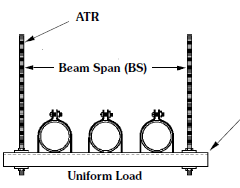 ATR
Beam Span (BS)
Uniform Load